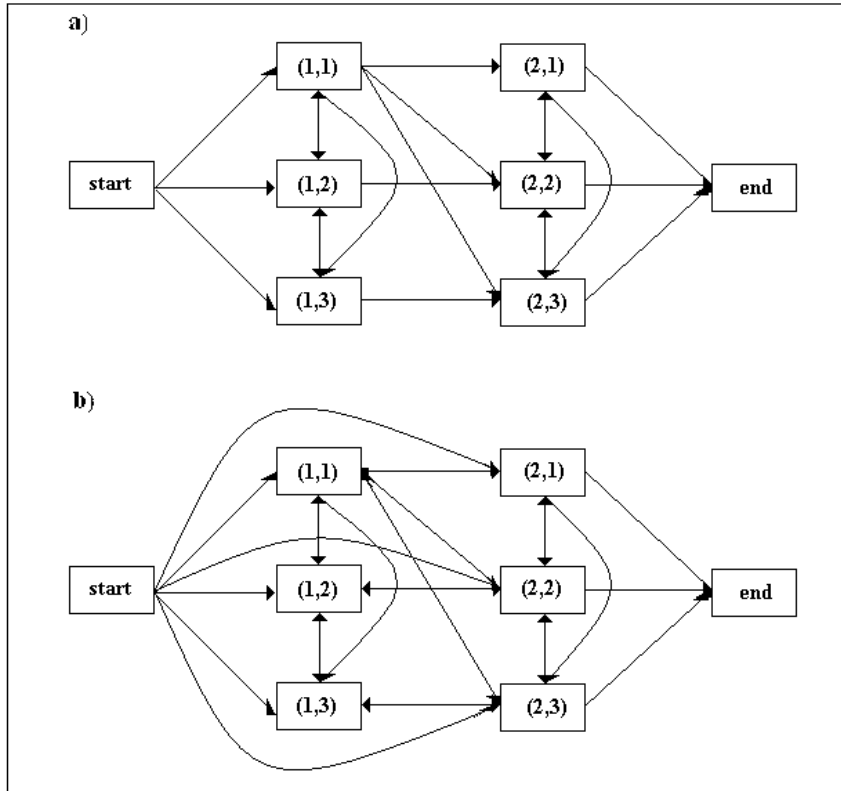 a)
(1,1) (2,1)
start (1,2) (2,2) end
(1,3) (2,3)
b)
(1,1) (2,1)
start (1,2) (2,2) end
(1,3) (2,3)